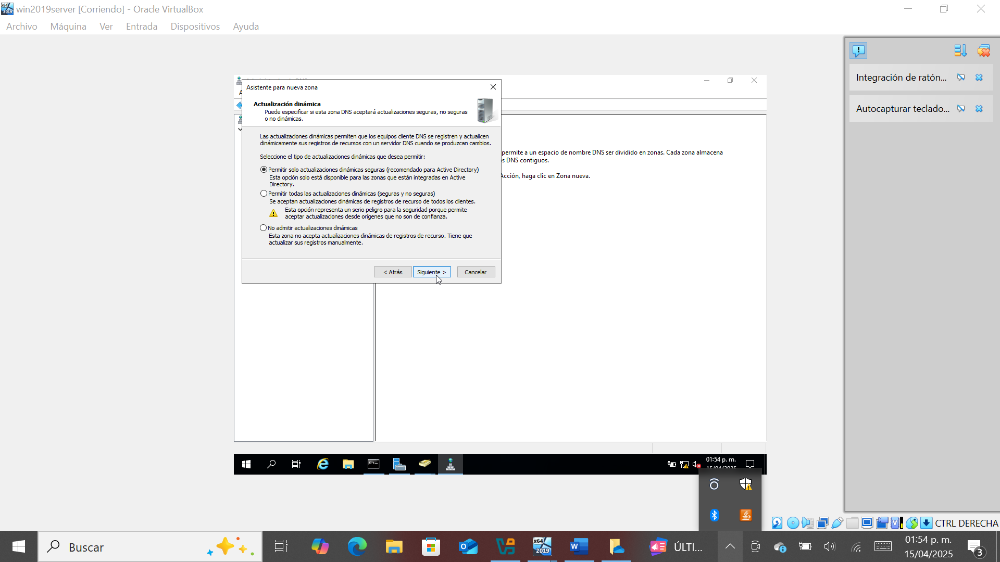 win2019server [Corriendo] - Oracle VirtualBox
Archivo Máquina Ver Entrada Dispositivos Ayuda
Integración de ratón...
Autocapturar teclado...
Asistente para nueva zona
Actualización dinámica
Puede especificar si esta zona DNS aceptará actualizaciones seguras, no seguras
o no dinámicas.
Las actualizaciones dinámicas permiten que los equipos cliente DNS se registren y actualicen
dinámicamente sus registros de recursos con un servidor DNS cuando se produzcan cambios.
Seleccione el tipo de actualizaciones dinámicas que desea permitir:
Permitir solo actualizaciones dinámicas seguras (recomendado para Active Directory)
Esta opción solo está disponible para las zonas que están integradas en Active
Directory.
Permitir todas las actualizaciones dinámicas (seguras y no seguras)
Se aceptan actualizaciones dinámicas de registros de recurso de todos los clientes.
Esta opción representa un serio peligro para la seguridad porque permite
aceptar actualizaciones desde orígenes que no son de confianza.
No admitir actualizaciones dinámicas
Esta zona no acepta actualizaciones dinámicas de registros de recurso. Tiene que
actualizar sus registros manualmente.
< Atrás Siguiente > Cancelar
permite a un espacio de nombre DNS ser dividido en zonas. Cada zona almacena
s DNS contiguos.
Acción, haga clic en Zona nueva.
01:54 p. m.
15/04/2025
CTRL DERECHA
Buscar
x64
2019
ÚLTI...
01:54 p. m.
15/04/2025
3